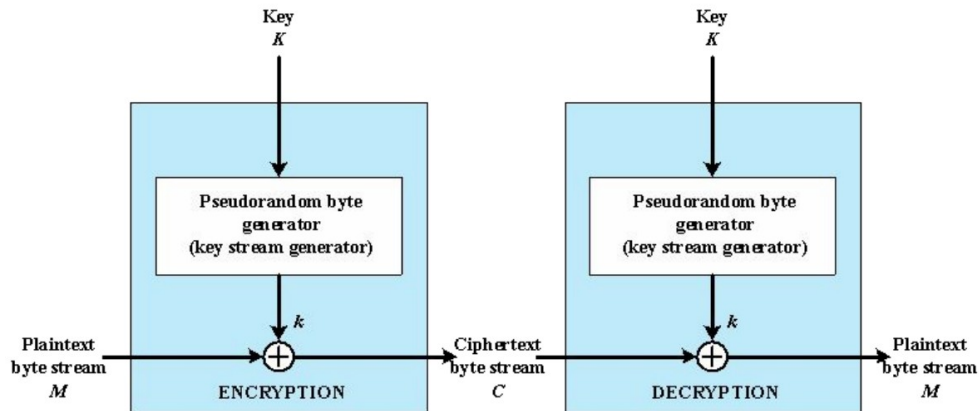 Key
K
Pseudorandom byte
generator
(key stream generator)
k
Plaintext
byte stream
M
ENCRYPTION
Ciphertext
byte stream
C
Key
K
Pseudorandom byte
generator
(key stream generator)
k
DECRYPTION
Plaintext
byte stream
M